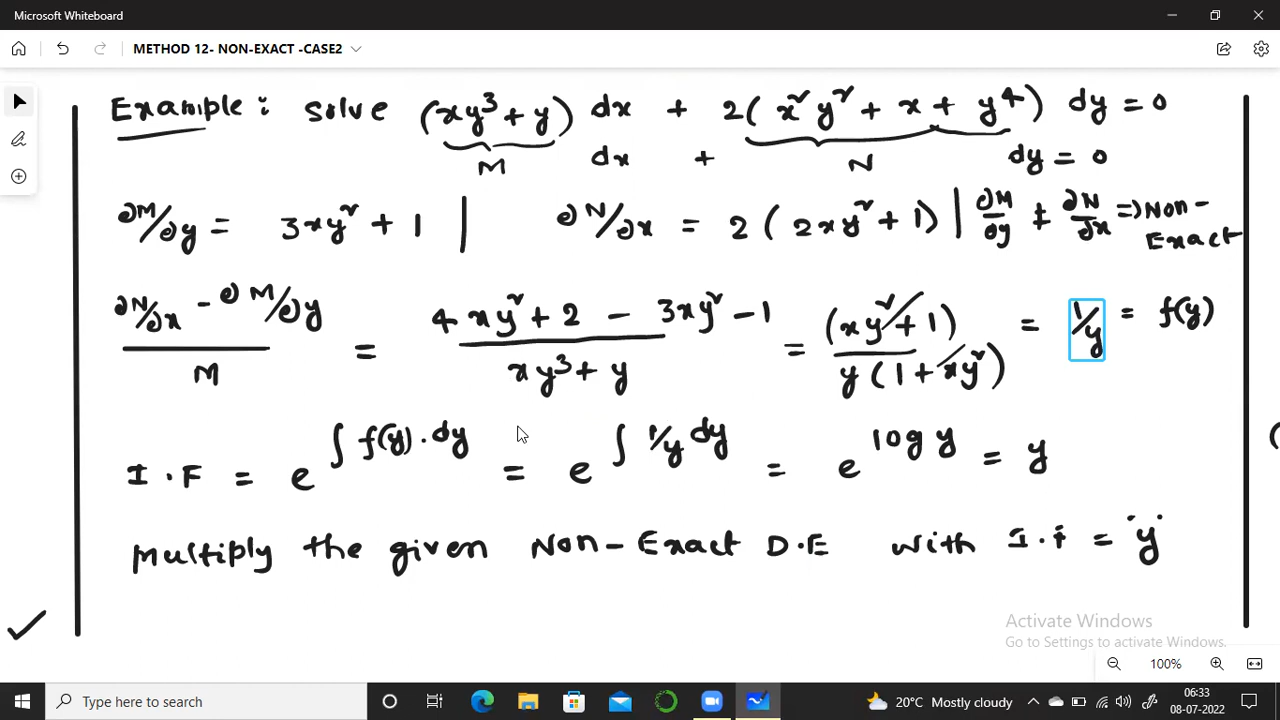 Microsoft Whiteboard
METHOD 12- NON-EXACT -CASE2
Example : solve (xy³ + y) dx + 2(x²y² + x + y⁴) dy = 0
M dx + N dy = 0
∂M/∂y = 3xy² + 1 | ∂N/∂x = 2(2xy² + 1) | ∂M/∂y ≠ ∂N/∂x => Non-
Exact
(∂N/∂x - ∂M/∂y)/M = (4xy² + 2 - 3xy² - 1)/(xy³ + y) = (xy² + 1)/(y(1 + xy²)) = 1/y = f(y)
I.F = e^∫f(y).dy = e^∫1/y dy = e^log y = y
Multiply the given Non-Exact D.E with I.f = 'y'
Activate Windows
Go to Settings to activate Windows.
100%
Type here to search
20°C Mostly cloudy
06:33
08-07-2022